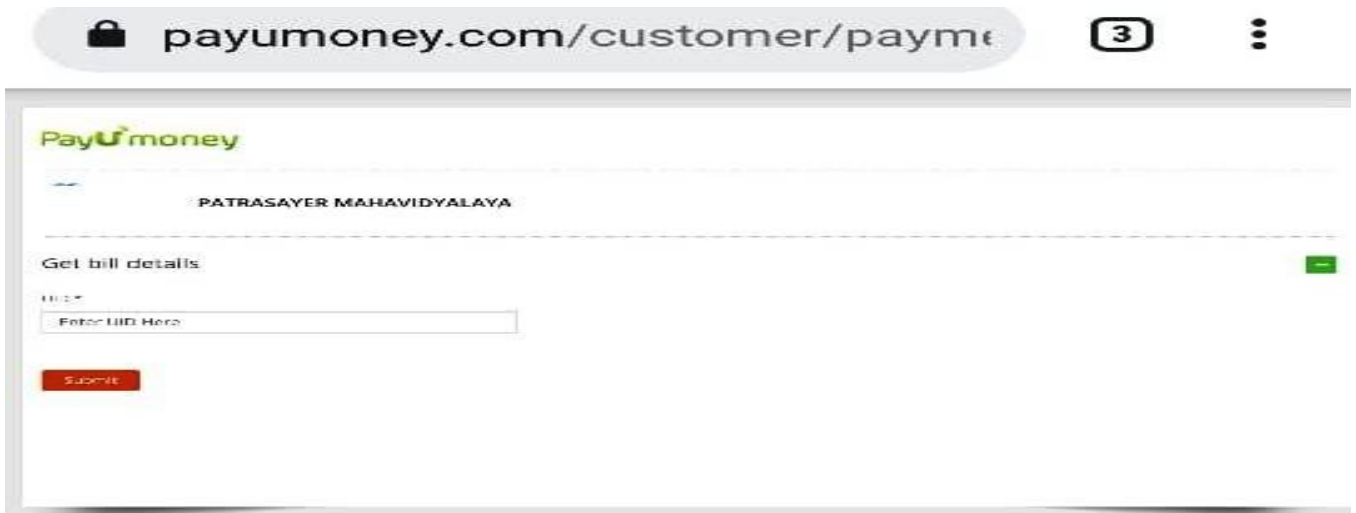 payumoney.com/customer/payme
3
PayUmoney
PATRASAYER MAHAVIDYALAYA
Get bill details
Enter UID Here
Submit